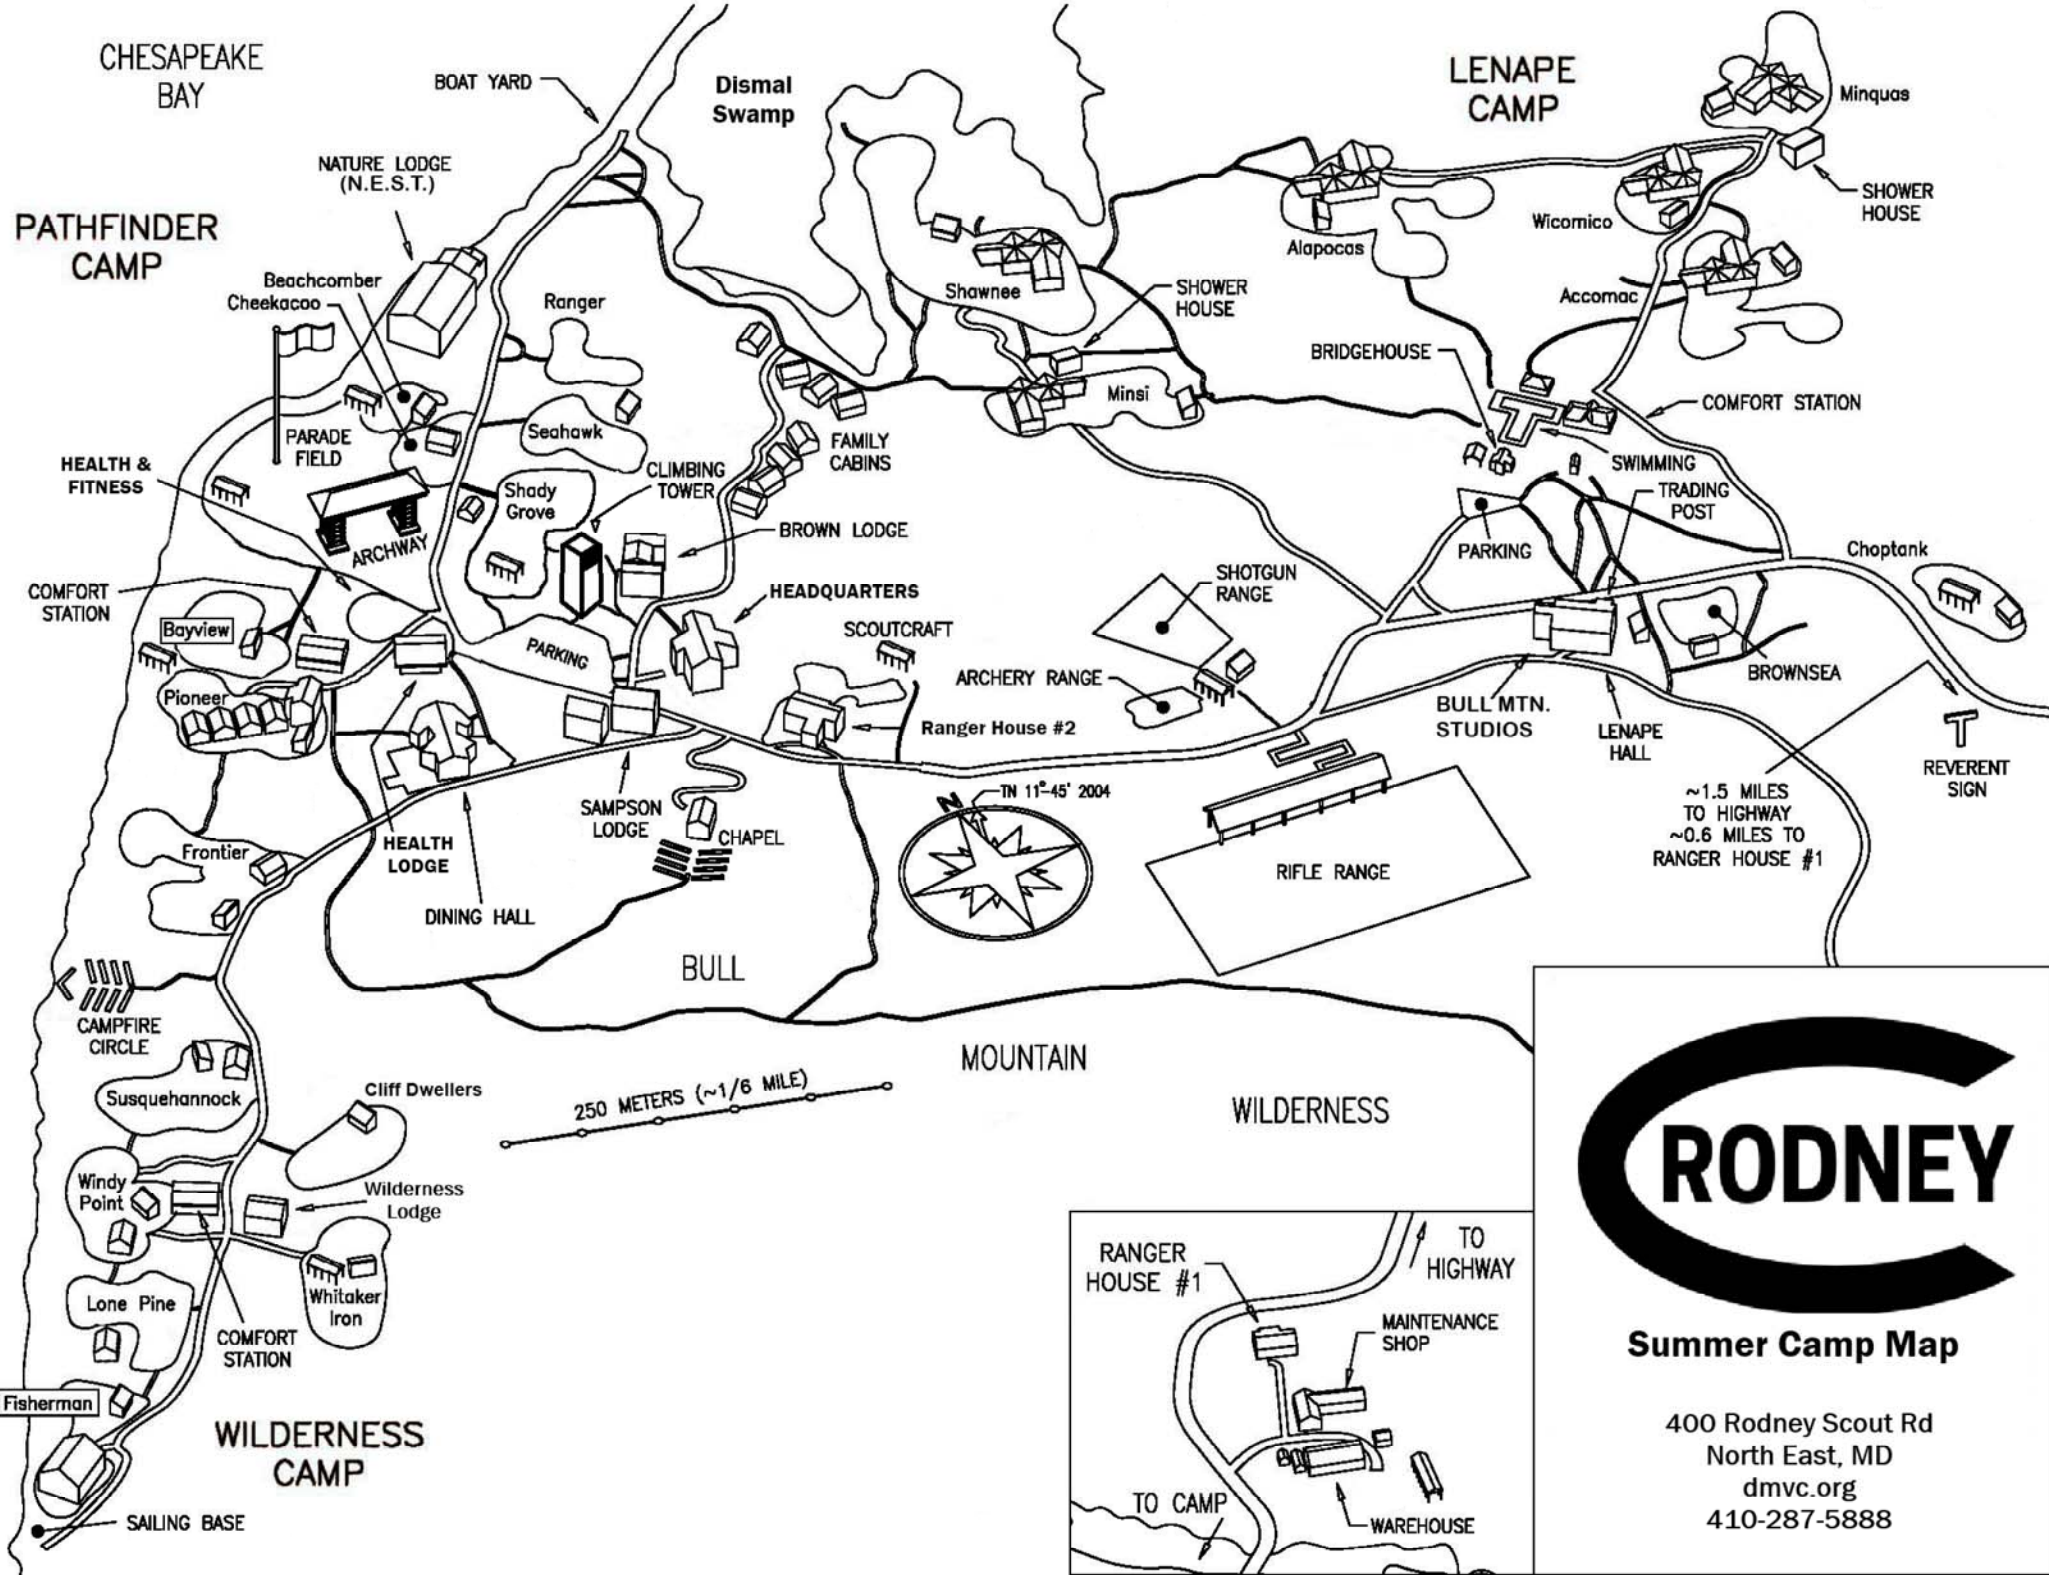 CHESAPEAKE
BAY
BOAT YARD
Dismal
Swamp
LENAPE
CAMP
Minquas
NATURE LODGE
(N.E.S.T.)
SHOWER
HOUSE
PATHFINDER
CAMP
Wicomico
Alapocas
Beachcomber
Cheekacoo
Ranger
Shawnee
SHOWER
HOUSE
Accomac
BRIDGEHOUSE
Minsi
COMFORT STATION
PARADE
FIELD
Seahawk
FAMILY
CABINS
HEALTH &
FITNESS
CLIMBING
TOWER
SWIMMING
Shady
Grove
TRADING
POST
BROWN LODGE
ARCHWAY
PARKING
Choptank
COMFORT
STATION
HEADQUARTERS
SHOTGUN
RANGE
Bayview
SCOUTCRAFT
PARKING
ARCHERY RANGE
BROWNSEA
Pioneer
BULL MTN.
STUDIOS
Ranger House #2
LENAPE
HALL
REVERENT
SIGN
TN 11°-45' 2004
N
~1.5 MILES
TO HIGHWAY
~0.6 MILES TO
RANGER HOUSE #1
SAMPSON
LODGE
CHAPEL
Frontier
HEALTH
LODGE
RIFLE RANGE
DINING HALL
BULL
CAMPFIRE
CIRCLE
MOUNTAIN
Susquehannock
Cliff Dwellers
250 METERS (~1/6 MILE)
WILDERNESS
Windy
Point
Wilderness
Lodge
Lone Pine
Whitaker
Iron
COMFORT
STATION
Fisherman
WILDERNESS
CAMP
SAILING BASE
RANGER
HOUSE #1
TO
HIGHWAY
MAINTENANCE
SHOP
TO CAMP
WAREHOUSE
RODNEY
Summer Camp Map
400 Rodney Scout Rd
North East, MD
dmvc.org
410-287-5888